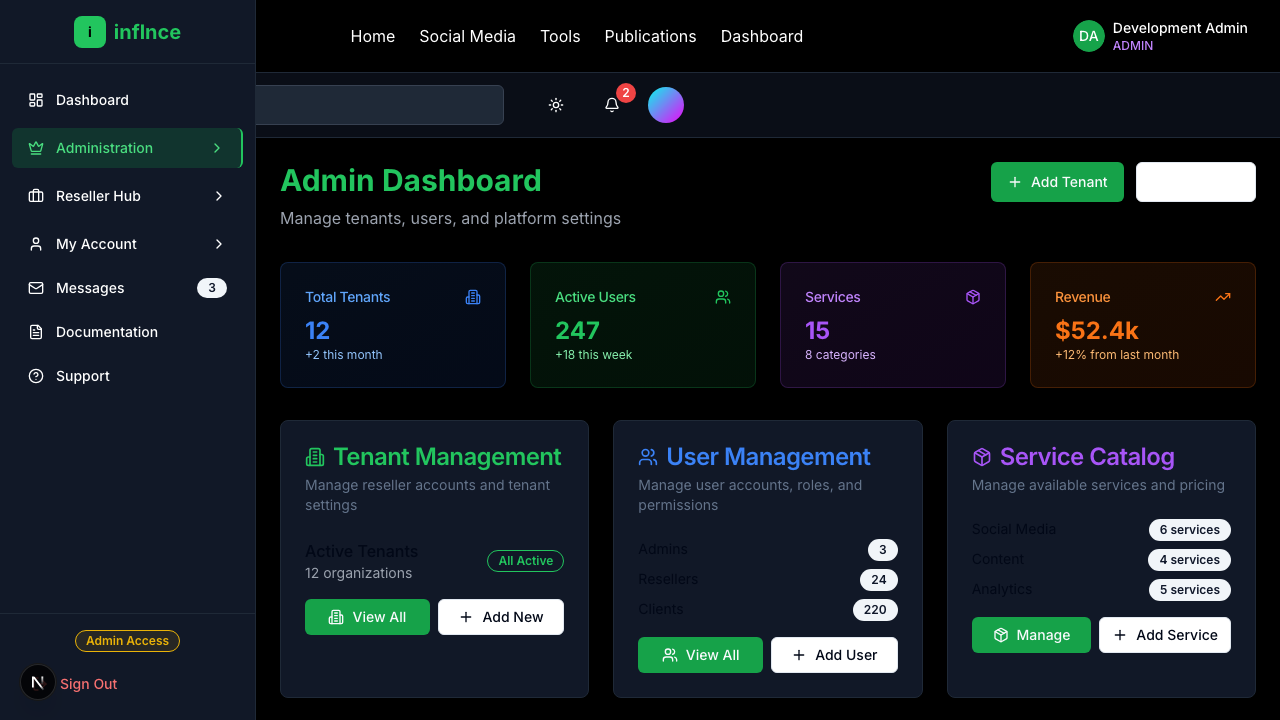 i infInce
Home Social Media Tools Publications Dashboard
DA Development Admin
ADMIN
2
Dashboard
Administration
Reseller Hub
My Account
Messages 3
Documentation
Support
Admin Access
N Sign Out
Admin Dashboard
Manage tenants, users, and platform settings
Add Tenant
Total Tenants
12
+2 this month
Active Users
247
+18 this week
Services
15
8 categories
Revenue
$52.4k
+12% from last month
Tenant Management
Manage reseller accounts and tenant
settings
Active Tenants
12 organizations
All Active
View All
Add New
User Management
Manage user accounts, roles, and
permissions
Admins 3
Resellers 24
Clients 220
View All
Add User
Service Catalog
Manage available services and pricing
Social Media 6 services
Content 4 services
Analytics 5 services
Manage
Add Service